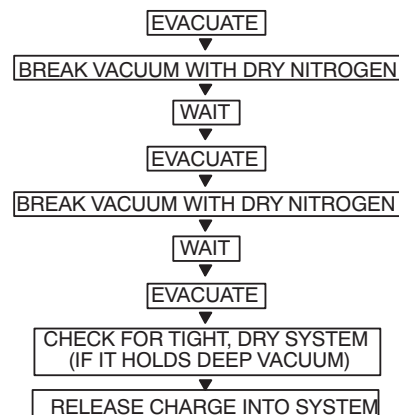 EVACUATE
BREAK VACUUM WITH DRY NITROGEN
WAIT
EVACUATE
BREAK VACUUM WITH DRY NITROGEN
WAIT
EVACUATE
CHECK FOR TIGHT, DRY SYSTEM
(IF IT HOLDS DEEP VACUUM)
RELEASE CHARGE INTO SYSTEM